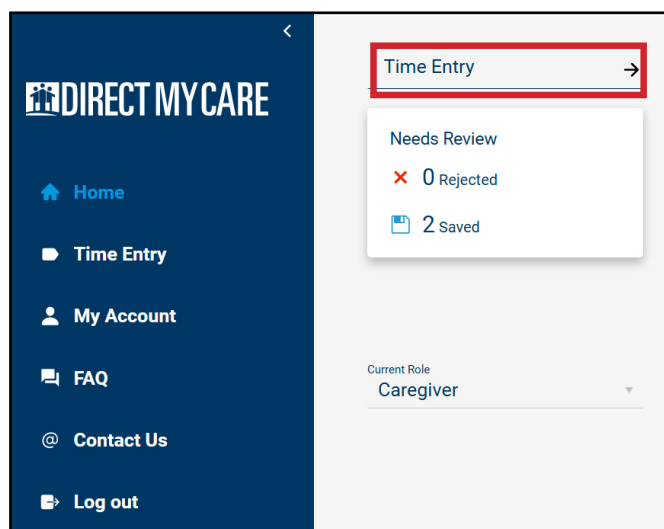 DIRECT MY CARE
Home
Time Entry
My Account
FAQ
@ Contact Us
Log out
Time Entry
Needs Review
0 Rejected
2 Saved
Current Role
Caregiver